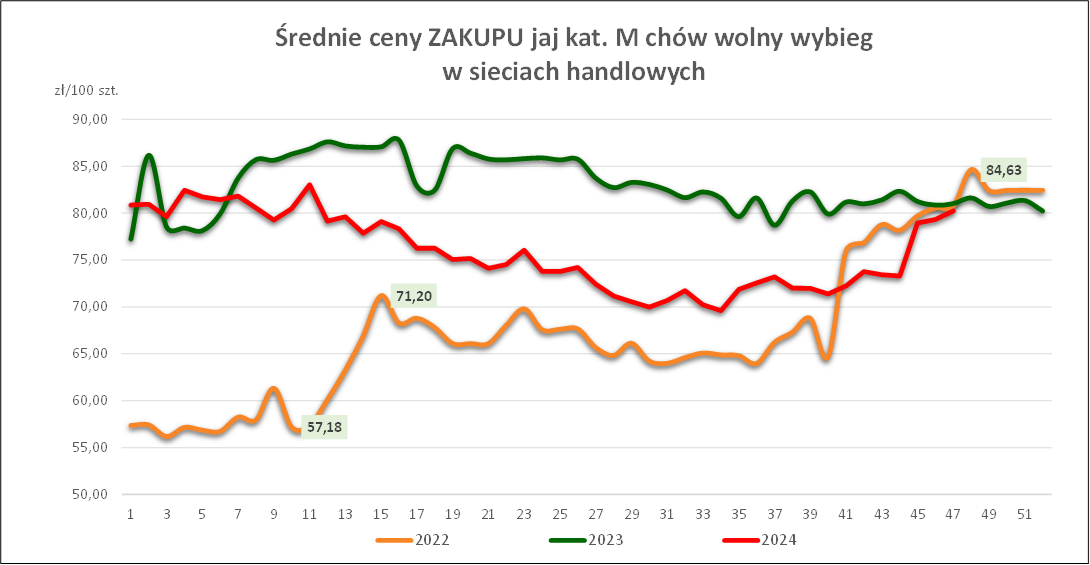 Średnie ceny ZAKUPU jaj kat. M chów wolny wybieg
w sieciach handlowych
zł/100 szt.
90,00
85,00
84,63
80,00
75,00
71,20
70,00
65,00
60,00
57,18
55,00
50,00
1 3 5 7 9 11 13 15 17 19 21 23 25 27 29 31 33 35 37 39 41 43 45 47 49 51
2022 2023 2024